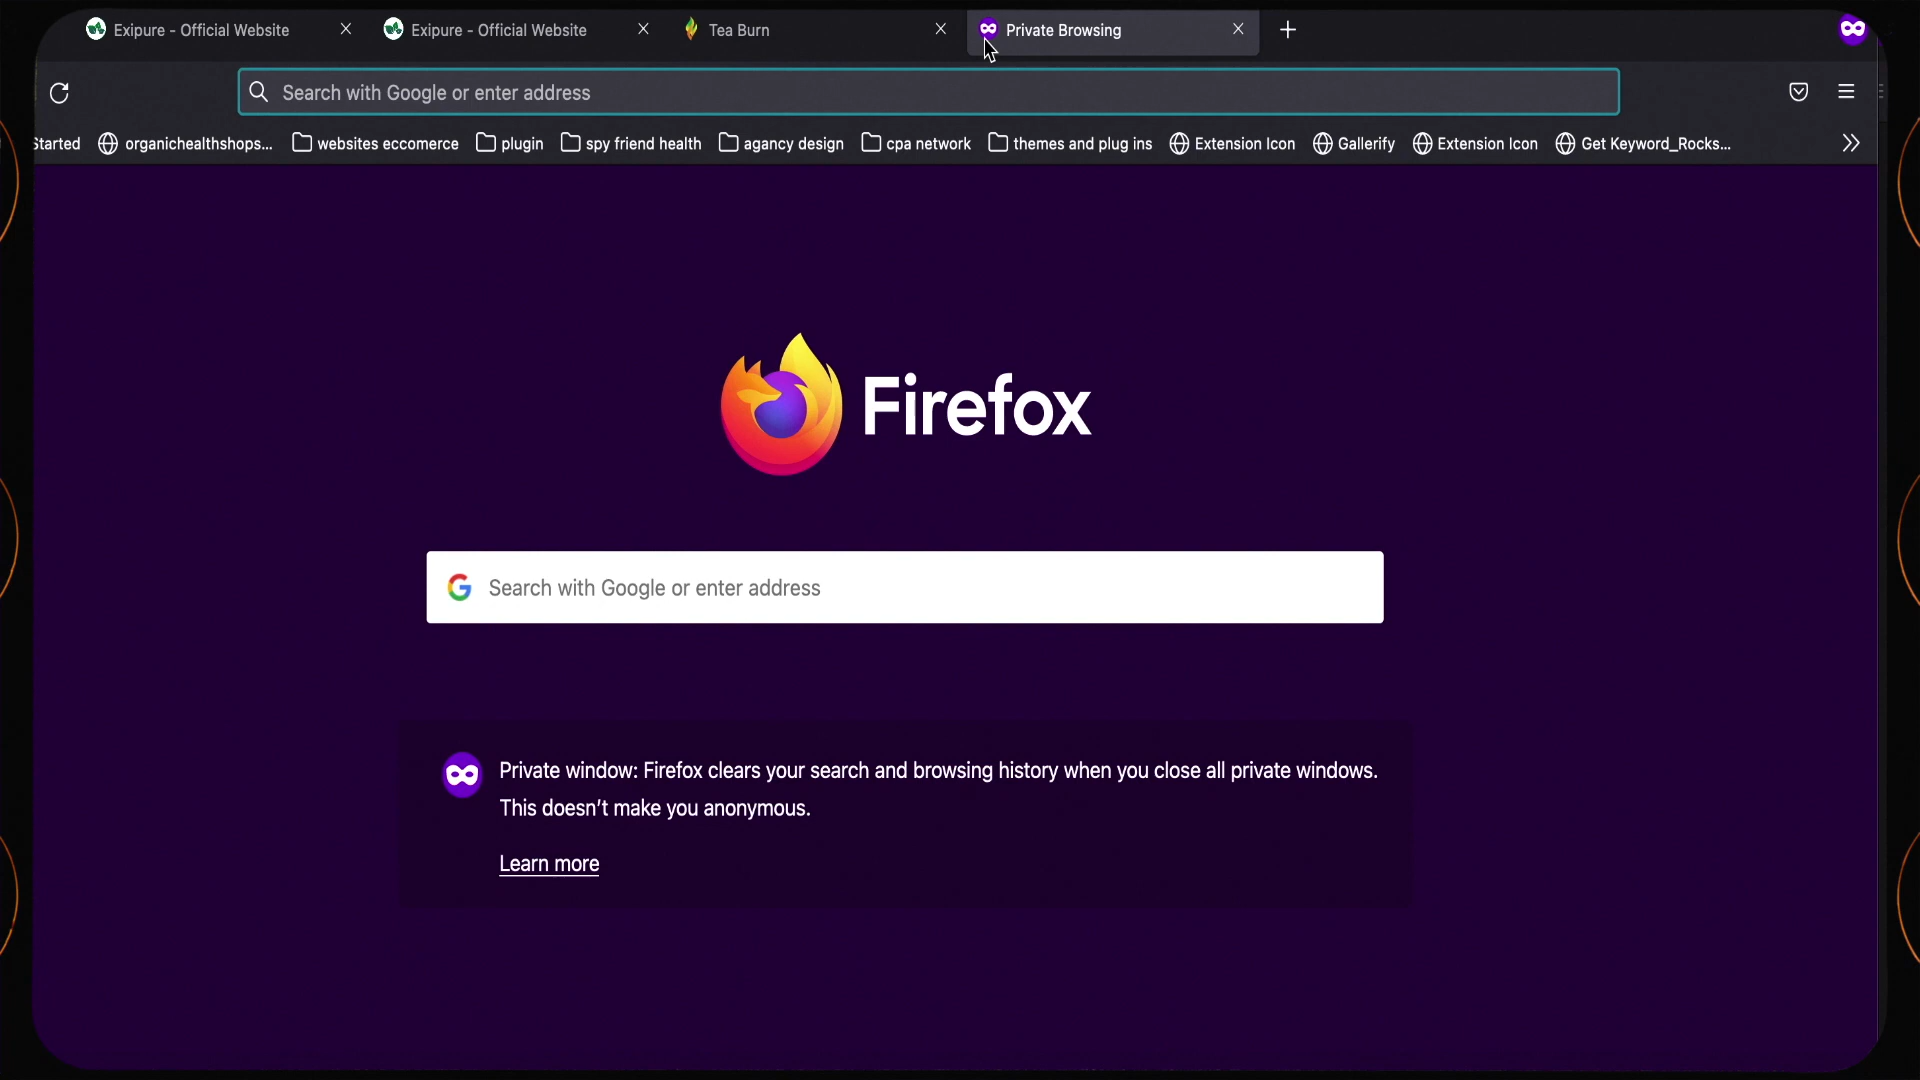 Exipure - Official Website
Exipure - Official Website
Tea Burn
Private Browsing
Search with Google or enter address
Started
organichealthshops...
websites eccomerse
plugin
spy friend health
agancy design
cpa network
themes and plug ins
Extension Icon
Gallerify
Extension Icon
Get Keyword_Rocks...
Firefox
Search with Google or enter address
Private window: Firefox clears your search and browsing history when you close all private windows.
This doesn't make you anonymous.
Learn more